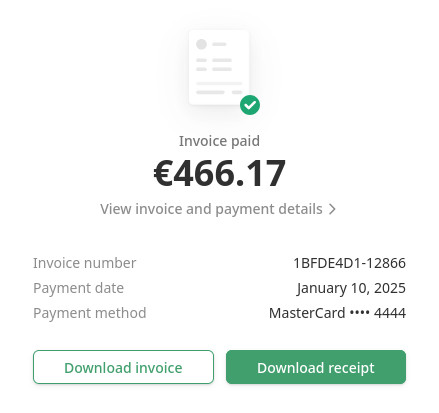 Invoice paid
€466.17
View invoice and payment details
Invoice number 1BFDE4D1-12866
Payment date January 10, 2025
Payment method MasterCard •••• 4444
Download invoice Download receipt